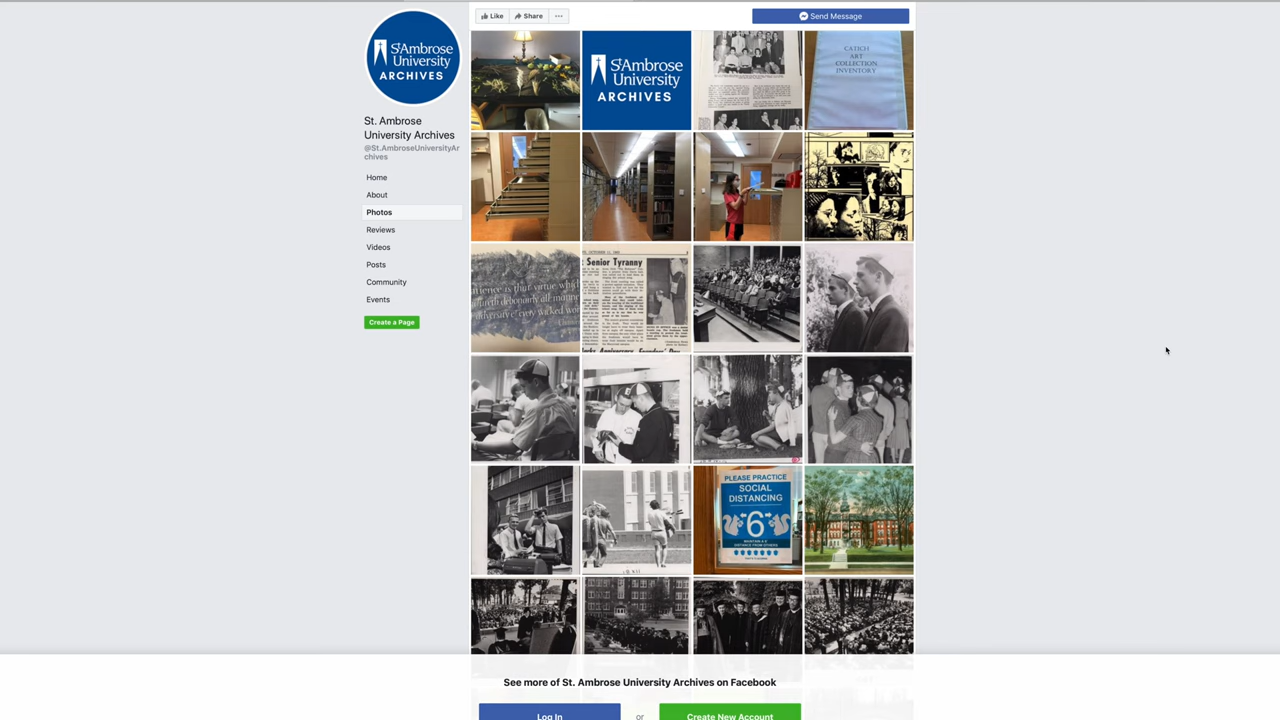 St. Ambrose
University
ARCHIVES
St. Ambrose
University Archives
@St.AmbroseUniversityAr
chives
Home
About
Photos
Reviews
Videos
Posts
Community
Events
Create a Page
Like
Share
Send Message
St. Ambrose
University
ARCHIVES
CATICH
ART
COLLECTION
INVENTORY
Senior Tyranny
PLEASE PRACTICE
SOCIAL
DISTANCING
6
See more of St. Ambrose University Archives on Facebook
Log In
or
Create New Account